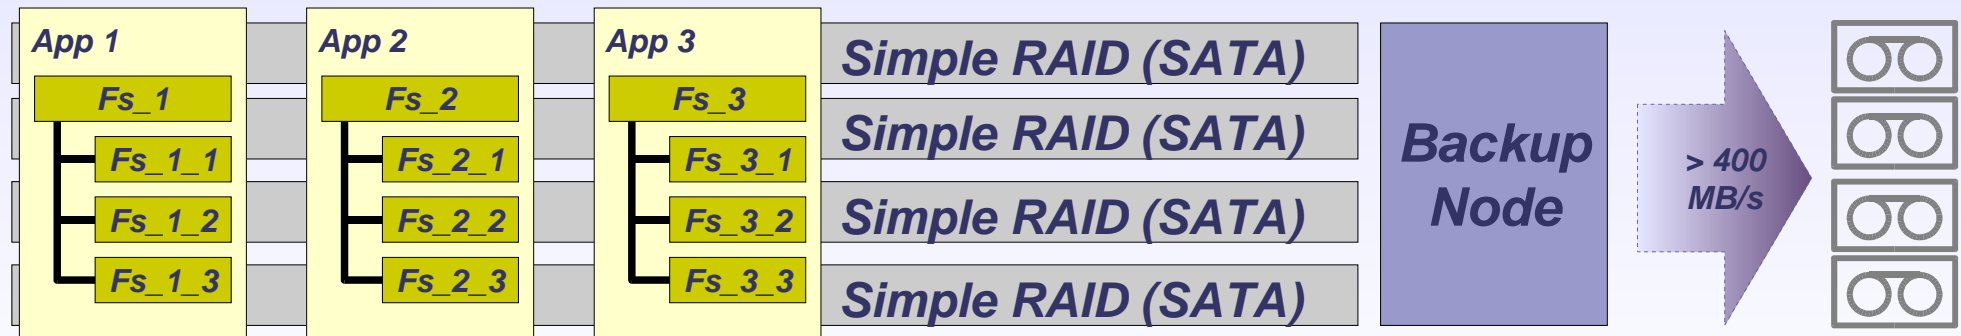 App 1
Fs_1
Fs_1_1
Fs_1_2
Fs_1_3
App 2
Fs_2
Fs_2_1
Fs_2_2
Fs_2_3
App 3
Fs_3
Fs_3_1
Fs_3_2
Fs_3_3
Simple RAID (SATA)
Simple RAID (SATA)
Simple RAID (SATA)
Simple RAID (SATA)
Backup
Node
> 400
MB/s